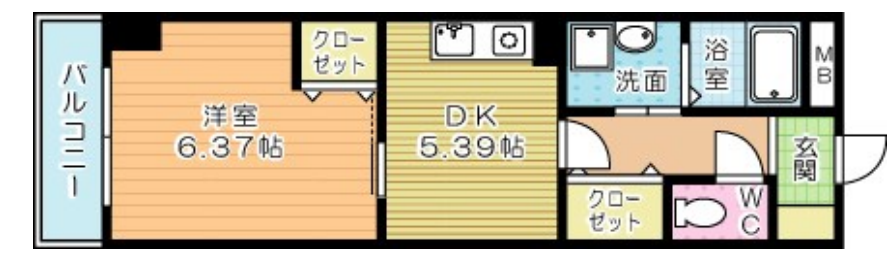 バルコニー
洋室
6.37帖
クロー
ゼット
DK
5.39帖
洗面
浴室
MB
クロー
ゼット
WC
玄関